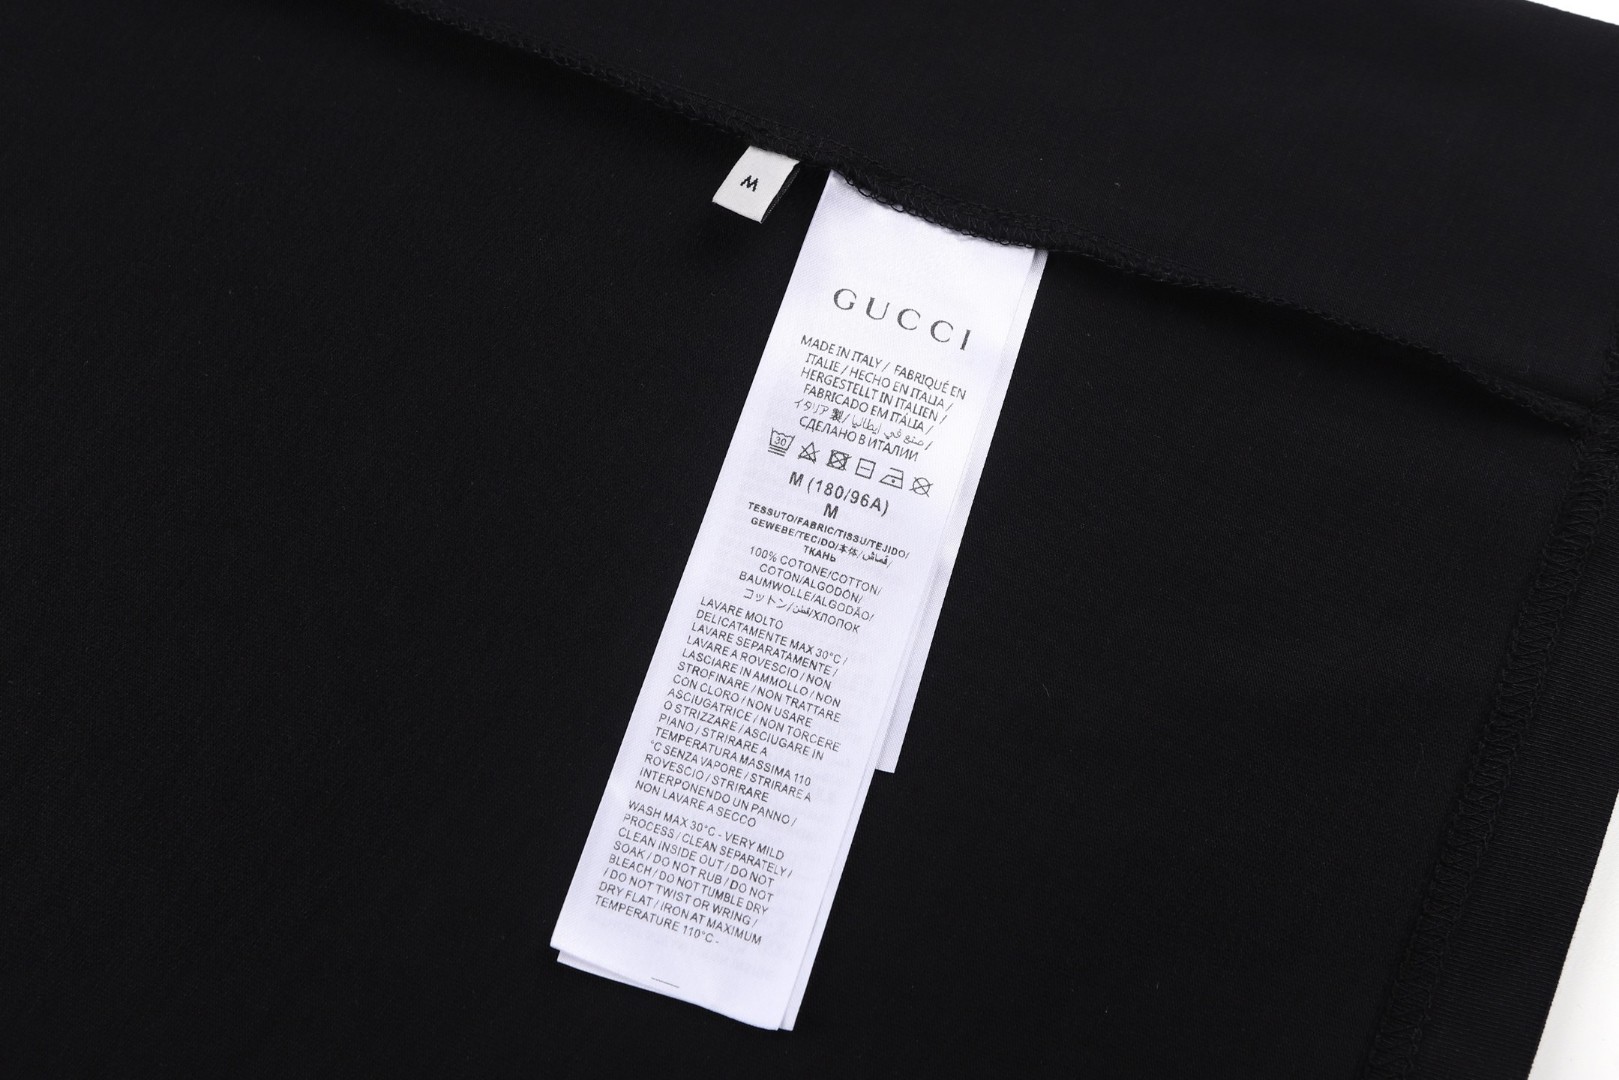 M
GUCCI
MADE IN ITALY / FABRIQUÉ EN
ITALIE / HECHO EN ITALIA /
HERGESTELLT IN ITALIEN /
FABRICADO EM ITÁLIA /
イタリア製 / صنع في إيطاليا /
СДЕЛАНО В ИТАЛИИ
30
M (180/96A)
M
TESSUTO/FABRIC/TISSU/TEJIDO/
GEWEBE/TECIDO/本体/قماش/
ТКАНЬ
100% COTONE/COTTON/
COTON/ALGODÓN/
BAUMWOLLE/ALGODÃO/
コットン/قطن/ХЛОПОК
LAVARE MOLTO
DELICATAMENTE MAX 30°C /
LAVARE SEPARATAMENTE /
LAVARE A ROVESCIO / NON
LASCIARE IN AMMOLLO / NON
STROFINARE / NON TRATTARE
CON CLORO / NON USARE
ASCIUGATRICE / NON TORCERE
O STRIZZARE / ASCIUGARE IN
PIANO / STRIRARE A
TEMPERATURA MASSIMA 110
°C SENZA VAPORE / STRIRARE A
ROVESCIO / STRIRARE
INTERPONENDO UN PANNO /
NON LAVARE A SECCO
WASH MAX 30°C - VERY MILD
PROCESS / CLEAN SEPARATELY /
CLEAN INSIDE OUT / DO NOT
SOAK / DO NOT RUB / DO NOT
BLEACH / DO NOT TUMBLE DRY
/ DO NOT TWIST OR WRING /
DRY FLAT / IRON AT MAXIMUM
TEMPERATURE 110°C -